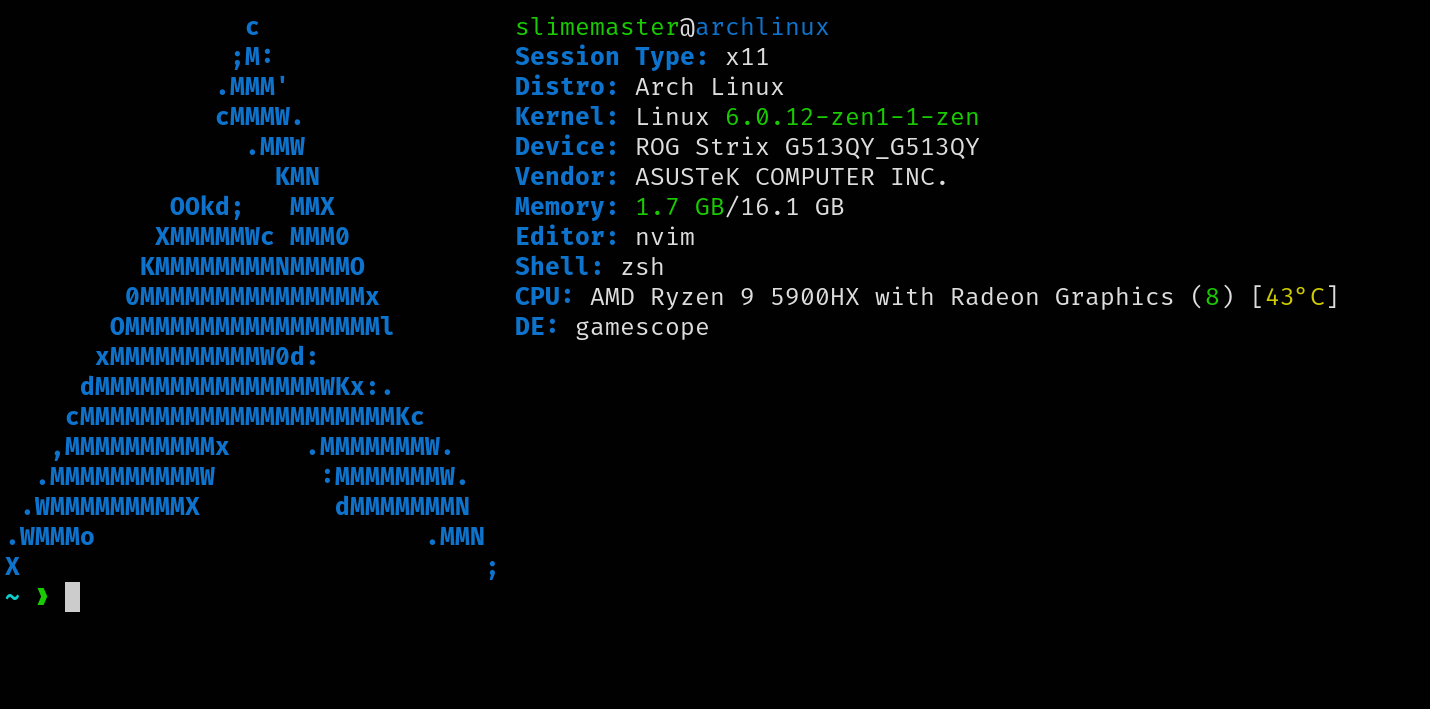 c
               ;M:
              .MMM'
              cMMMW.
                .MMW
                  KMN
           OOkd;   MMX
          XMMMMMWc MMM0
         KMMMMMMMMNMMMMO
        0MMMMMMMMMMMMMMMx
       OMMMMMMMMMMMMMMMMMl
      xMMMMMMMMMMW0d:
     dMMMMMMMMMMMMMMMWKx:.
    cMMMMMMMMMMMMMMMMMMMMMKc
   ,MMMMMMMMMMx     .MMMMMMMW.
  .MMMMMMMMMMW       :MMMMMMMW.
 .WMMMMMMMMMX         dMMMMMMMN
.WMMMo                      .MMN
X                               ;
slimemaster@archlinux
Session Type: x11
Distro: Arch Linux
Kernel: Linux 6.0.12-zen1-1-zen
Device: ROG Strix G513QY_G513QY
Vendor: ASUSTeK COMPUTER INC.
Memory: 1.7 GB/16.1 GB
Editor: nvim
Shell: zsh
CPU: AMD Ryzen 9 5900HX with Radeon Graphics (8) [43°C]
DE: gamescope
~ ❱